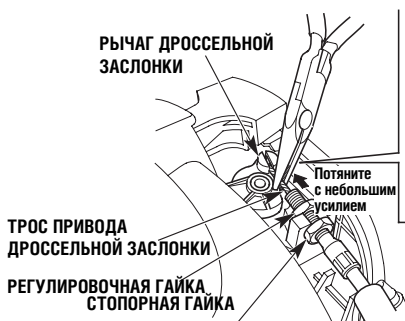 РЫЧАГ ДРОССЕЛЬНОЙ
ЗАСЛОНКИ
Потяните
с небольшим
усилием
ТРОС ПРИВОДА
ДРОССЕЛЬНОЙ ЗАСЛОНКИ
РЕГУЛИРОВОЧНАЯ ГАЙКА
СТОПОРНАЯ ГАЙКА